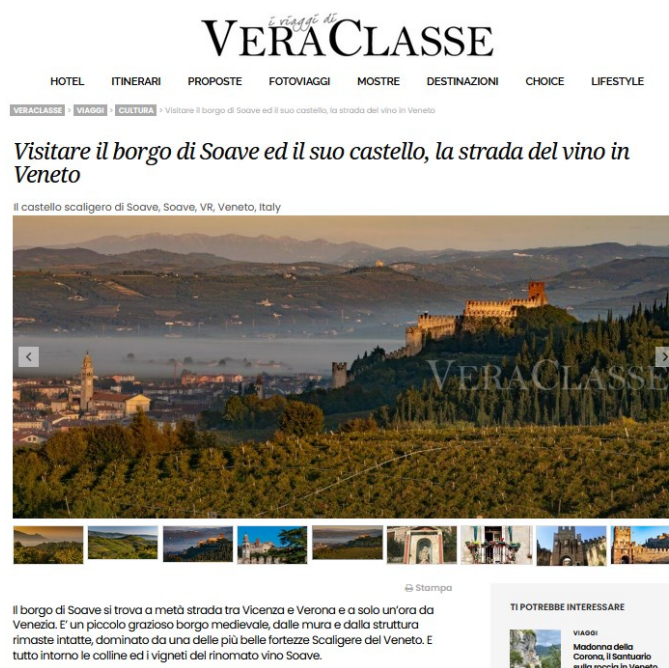 i viaggi di
VERACLASSE
HOTEL ITINERARI PROPOSTE FOTOVIAGGI MOSTRE DESTINAZIONI CHOICE LIFESTYLE
VERACLASSE > VIAGGI > CULTURA > Visitare il borgo di Soave ed il suo castello, la strada del vino in Veneto
Visitare il borgo di Soave ed il suo castello, la strada del vino in
Veneto
Il castello scaligero di Soave, Soave, VR, Veneto, Italy
VERACLASSE
Stampa
Il borgo di Soave si trova a metà strada tra Vicenza e Verona e a solo un'ora da
Venezia. E' un piccolo grazioso borgo medievale, dalle mura e dalla struttura
rimaste intatte, dominato da una delle più belle fortezze Scaligere del Veneto. E
tutto intorno le colline ed i vigneti del rinomato vino Soave.
TI POTREBBE INTERESSARE
VIAGGI
Madonna della
Corona, il Santuario
sulla roccia in Veneto